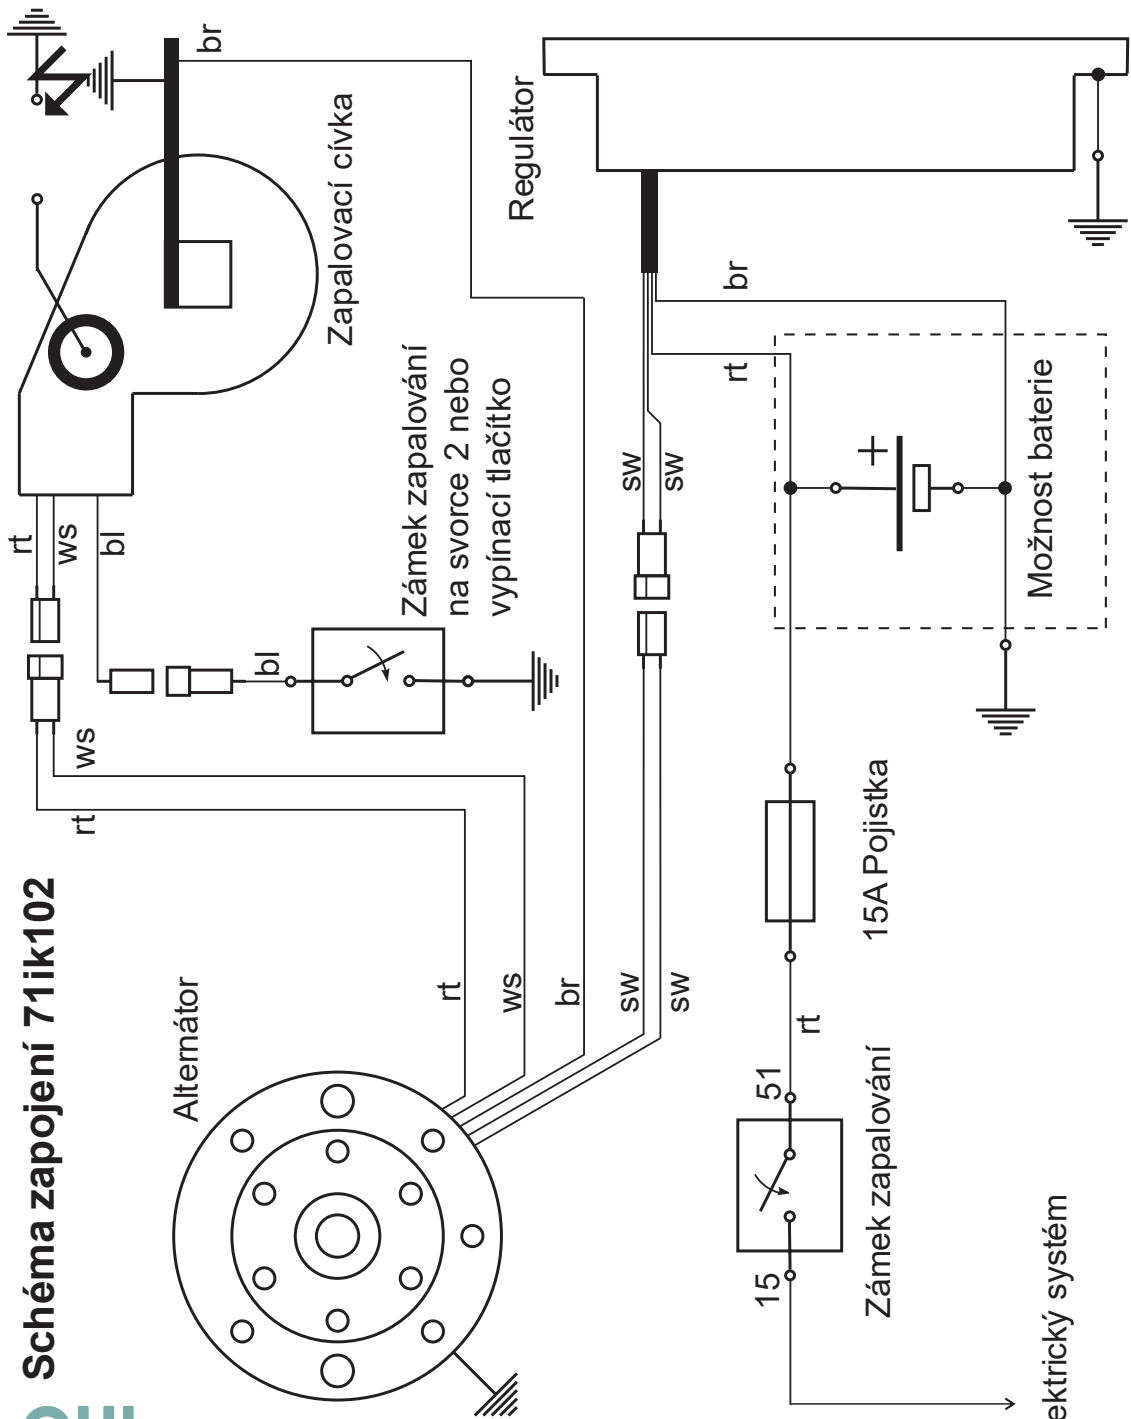 Schéma zapojení 71ik102
Alternátor
Zapalovací cívka
Regulátor
br
rt
ws
bl
bl
ws
rt
Zámek zapalování
na svorce 2 nebo
vypínací tlačítko
rt
ws
br
sw
sw
sw
sw
br
rt
+
Možnost baterie
15A Pojistka
rt
51
15
Zámek zapalování
systém